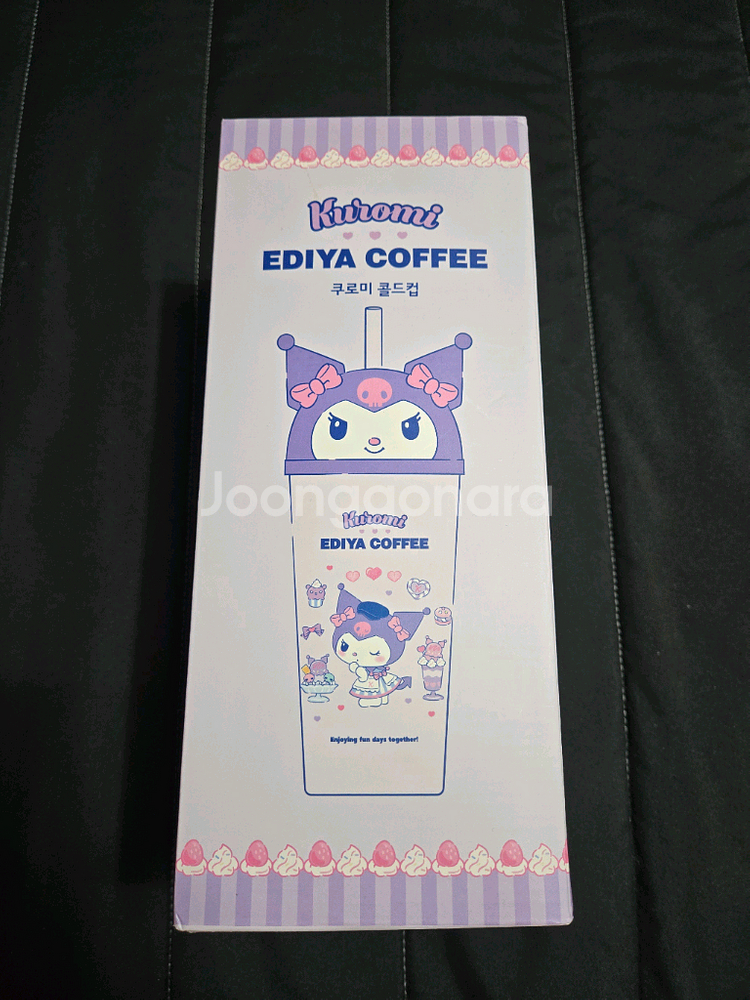 Kuromi
EDIYA COFFEE
쿠로미 콜드컵
Joonggonara
Kuromi
EDIYA COFFEE
Enjoying fun days together!